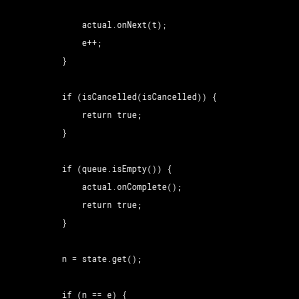 actual.onNext(t);
e++;
}
if (isCancelled(isCancelled)) {
return true;
}
if (queue.isEmpty()) {
actual.onComplete();
return true;
}
n = state.get();
if (n == e) {